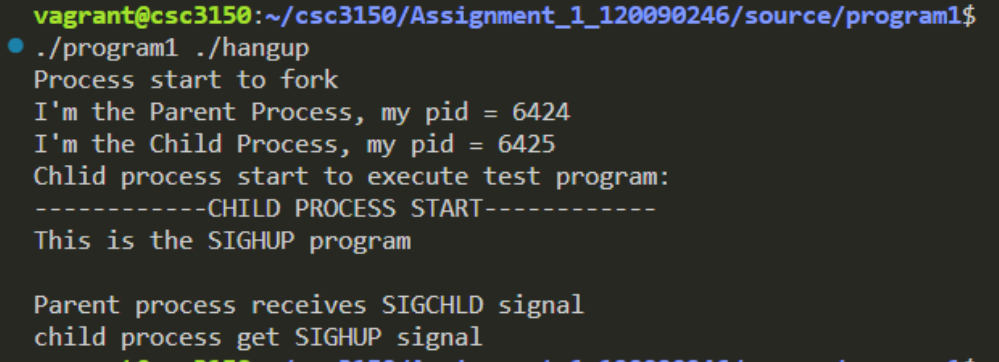 vagrant@csc3150:~/csc3150/Assignment_1_120090246/source/program1$
./program1 ./hangup
Process start to fork
I'm the Parent Process, my pid = 6424
I'm the Child Process, my pid = 6425
Chlid process start to execute test program:
------------CHILD PROCESS START------------
This is the SIGHUP program
Parent process receives SIGCHLD signal
child process get SIGHUP signal